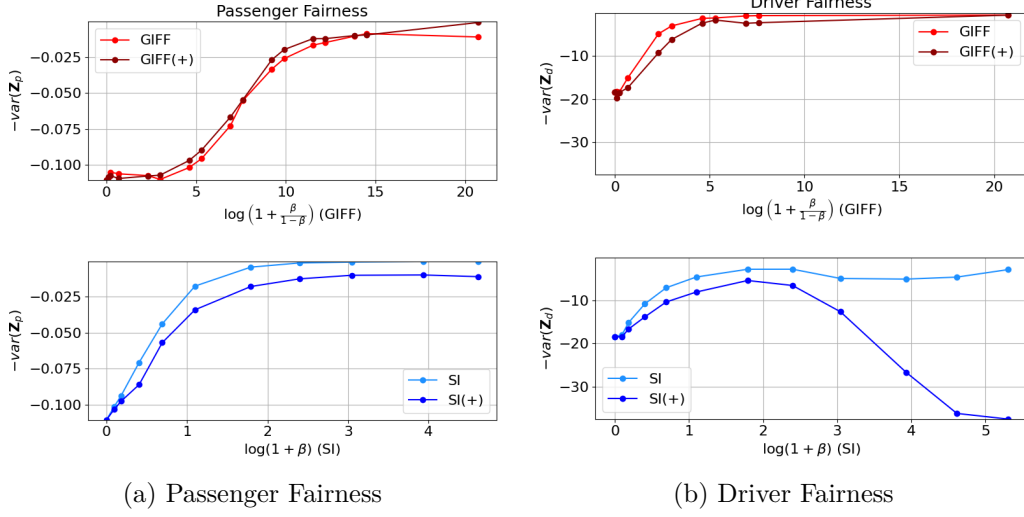 Passenger Fairness
GIFF
GIFF(+)
−0.025
−0.050
−0.075
−0.100
−var(Z_p)
0 5 10 15 20
log(1 + β/(1−β)) (GIFF)
Driver Fairness
GIFF
GIFF(+)
−10
−20
−30
−var(Z_d)
0 5 10 15 20
log(1 + β/(1−β)) (GIFF)
−0.025
−0.050
−0.075
−0.100
−var(Z_p)
SI
SI(+)
0 1 2 3 4
log(1 + β) (SI)
−10
−20
−30
−var(Z_d)
SI
SI(+)
0 1 2 3 4 5
log(1 + β) (SI)
(a) Passenger Fairness
(b) Driver Fairness